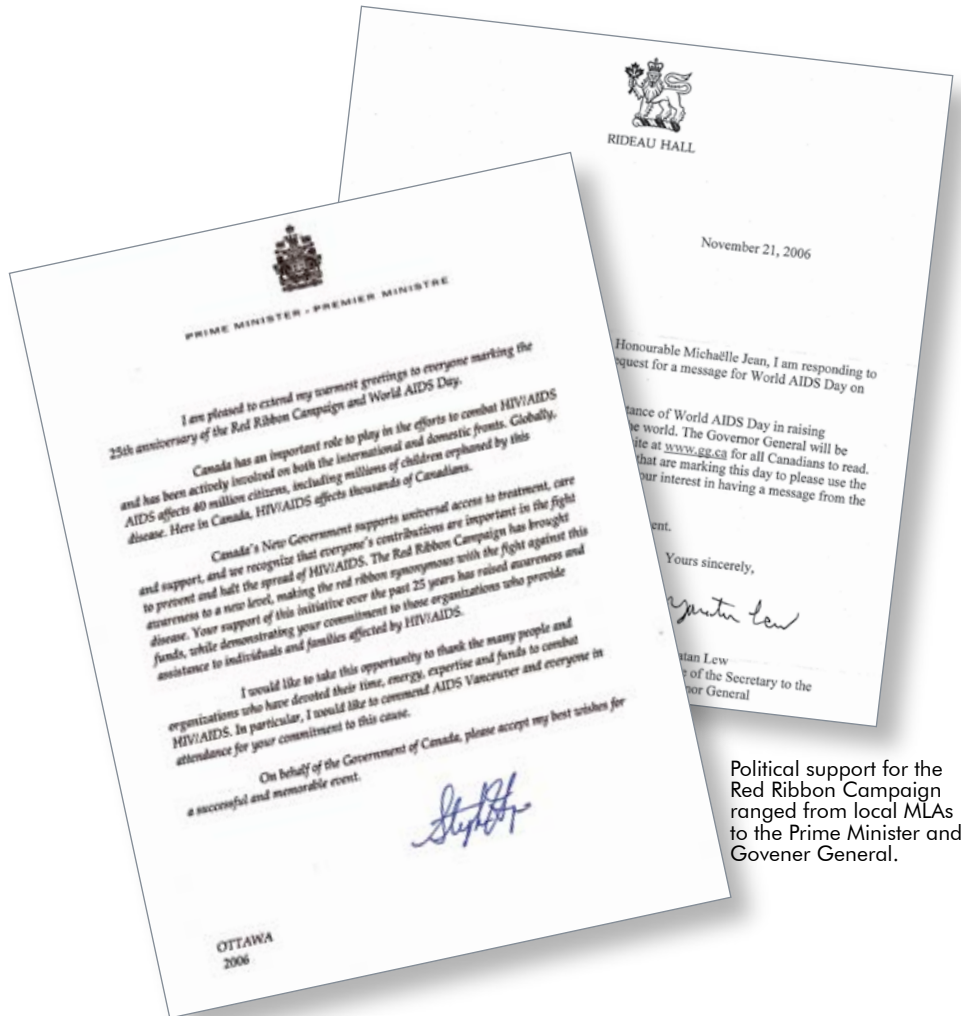 RIDEAU HALL
November 21, 2006
Honourable Michaëlle Jean, I am responding to
quest for a message for World AIDS Day on
tance of World AIDS Day in raising
e world. The Governor General will be
ite at www.gg.ca for all Canadians to read.
that are marking this day to please use the
our interest in having a message from the
ent.
Yours sincerely,
atan Lew
of the Secretary to the
nor General
PRIME MINISTER · PREMIER MINISTRE
I am pleased to extend my warmest greetings to everyone marking the
25th anniversary of the Red Ribbon Campaign and World AIDS Day.
Canada has an important role to play in the efforts to combat HIV/AIDS
and has been actively involved on both the international and domestic fronts. Globally,
AIDS affects 40 million citizens, including millions of children orphaned by this
disease. Here in Canada, HIV/AIDS affects thousands of Canadians.
Canada's New Government supports universal access to treatment, care
and support, and we recognize that everyone's contributions are important in the fight
to prevent and halt the spread of HIV/AIDS. The Red Ribbon Campaign has brought
awareness to a new level, making the red ribbon synonymous with the fight against this
disease. Your support of this initiative over the past 25 years has raised awareness and
funds, while demonstrating your commitment to those organizations who provide
assistance to individuals and families affected by HIV/AIDS.
I would like to take this opportunity to thank the many people and
organizations who have devoted their time, energy, expertise and funds to combat
HIV/AIDS. In particular, I would like to commend AIDS Vancouver and everyone in
attendance for your commitment to this cause.
On behalf of the Government of Canada, please accept my best wishes for
a successful and memorable event.
OTTAWA
2006
Political support for the
Red Ribbon Campaign
ranged from local MLAs
to the Prime Minister and
Govener General.